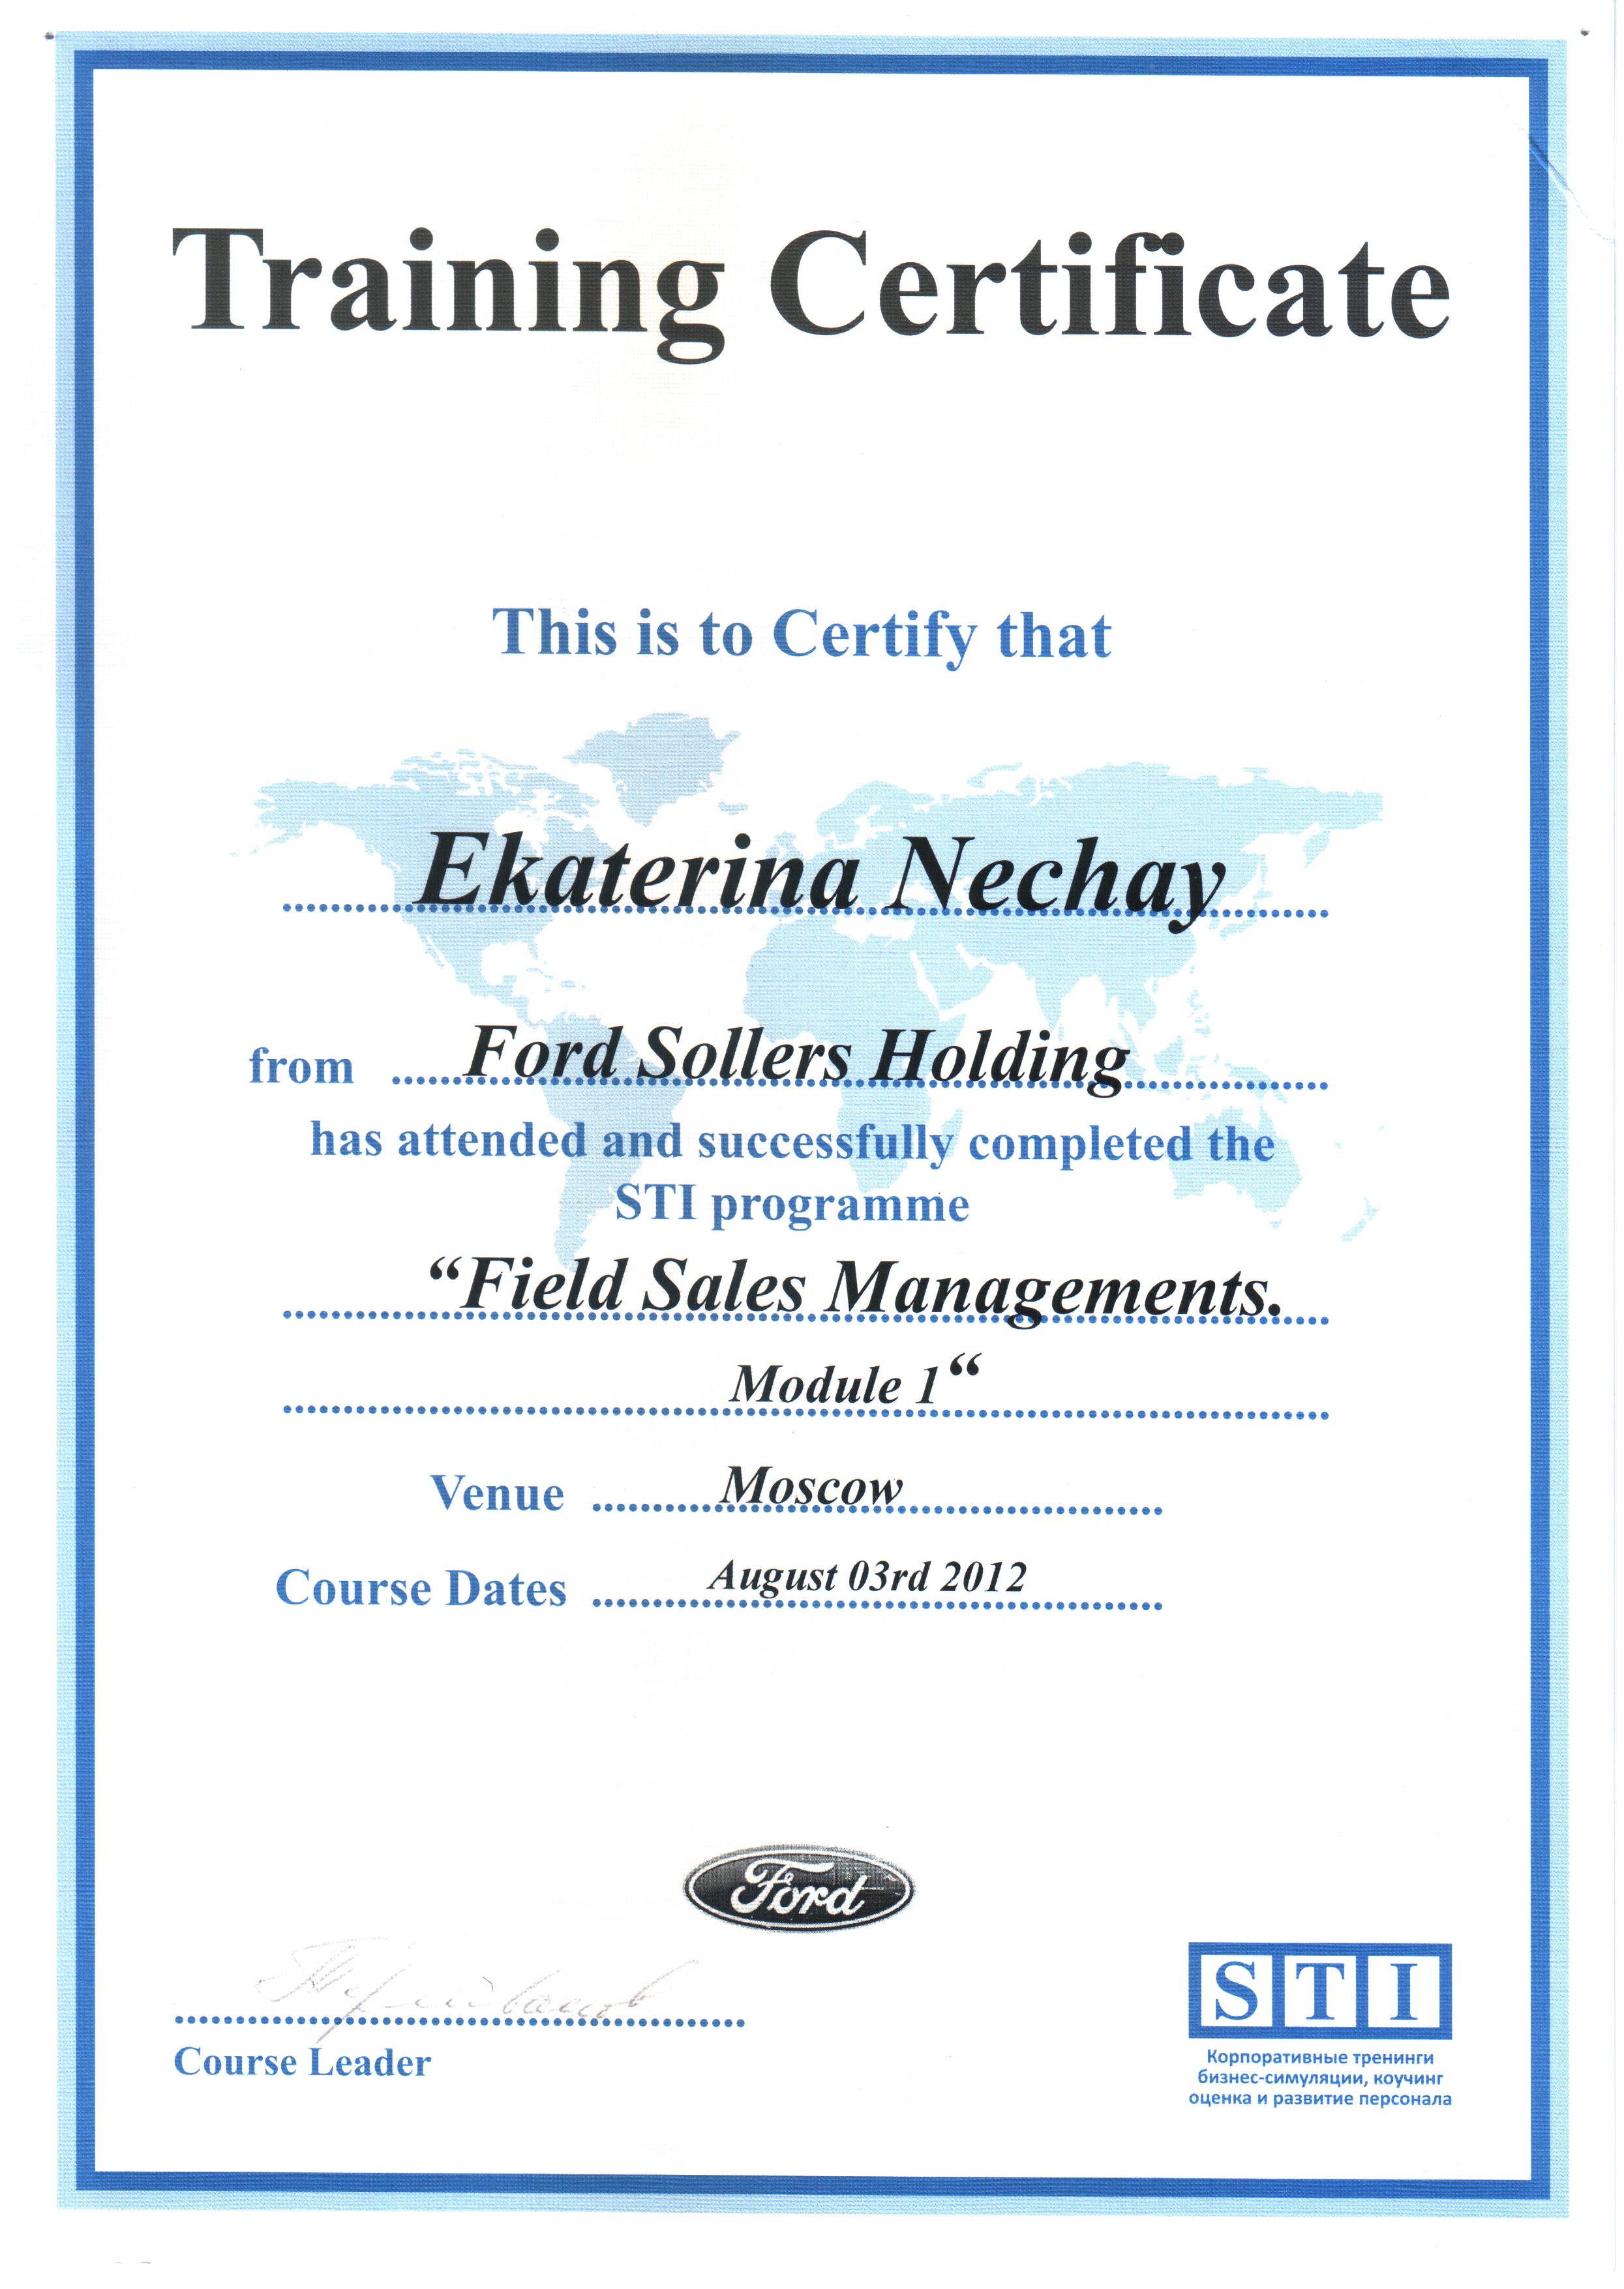 Training Certificate
This is to Certify that
Ekaterina Nechay
from Ford Sollers Holding
has attended and successfully completed the
STI programme
“Field Sales Managements.
Module 1“
Venue Moscow
Course Dates August 03rd 2012
Ford
Course Leader
STI
Корпоративные тренинги
бизнес-симуляции, коучинг
оценка и развитие персонала